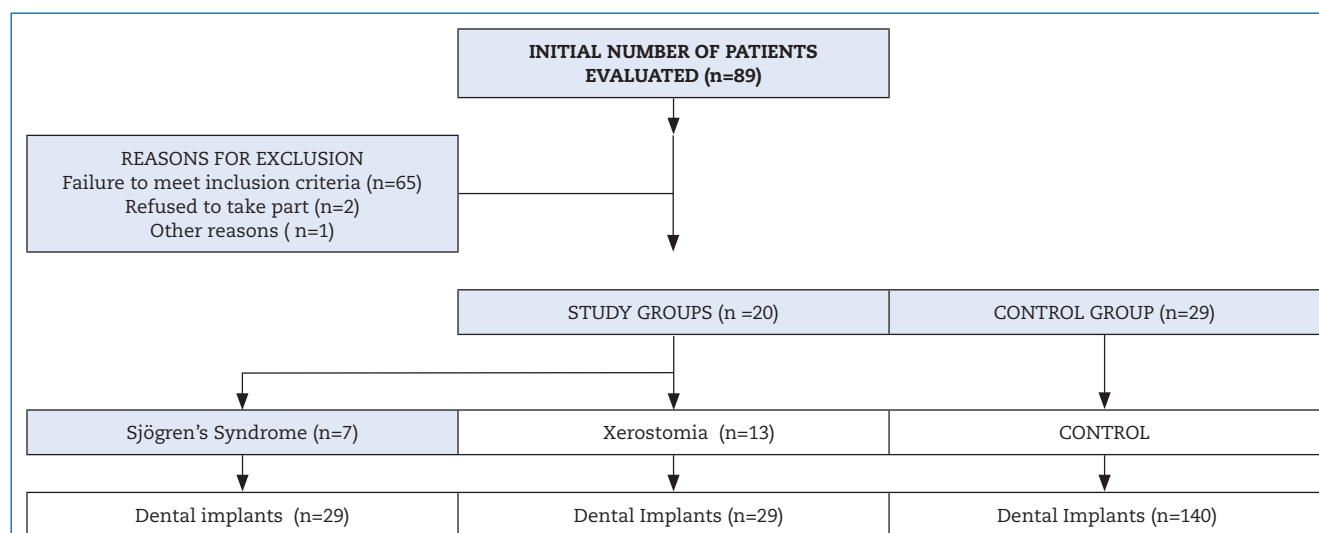 INITIAL NUMBER OF PATIENTS
EVALUATED (n=89)
REASONS FOR EXCLUSION
Failure to meet inclusion criteria (n=65)
Refused to take part (n=2)
Other reasons ( n=1)
STUDY GROUPS (n =20)
CONTROL GROUP (n=29)
Sjögren's Syndrome (n=7)
Xerostomia (n=13)
CONTROL
Dental implants (n=29)
Dental Implants (n=29)
Dental Implants (n=140)